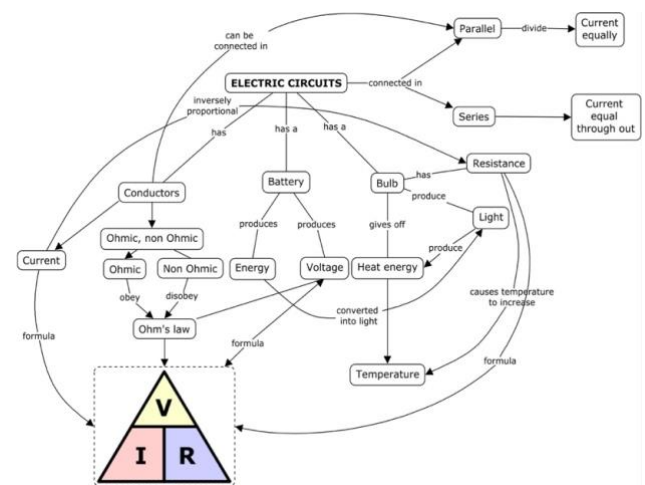 can be
connected in
Parallel
divide
Current
equally
ELECTRIC CIRCUITS
connected in
inversely
proportional
Series
Current
equal
through out
has
has a
has a
Resistance
Conductors
Battery
Bulb
has
produce
Light
Ohmic, non Ohmic
produces
produces
gives off
produce
Current
Ohmic
Non Ohmic
Energy
Voltage
Heat energy
obey
disobey
converted
into light
causes temperature
to increase
Ohm's law
formula
formula
formula
Temperature
V
I
R